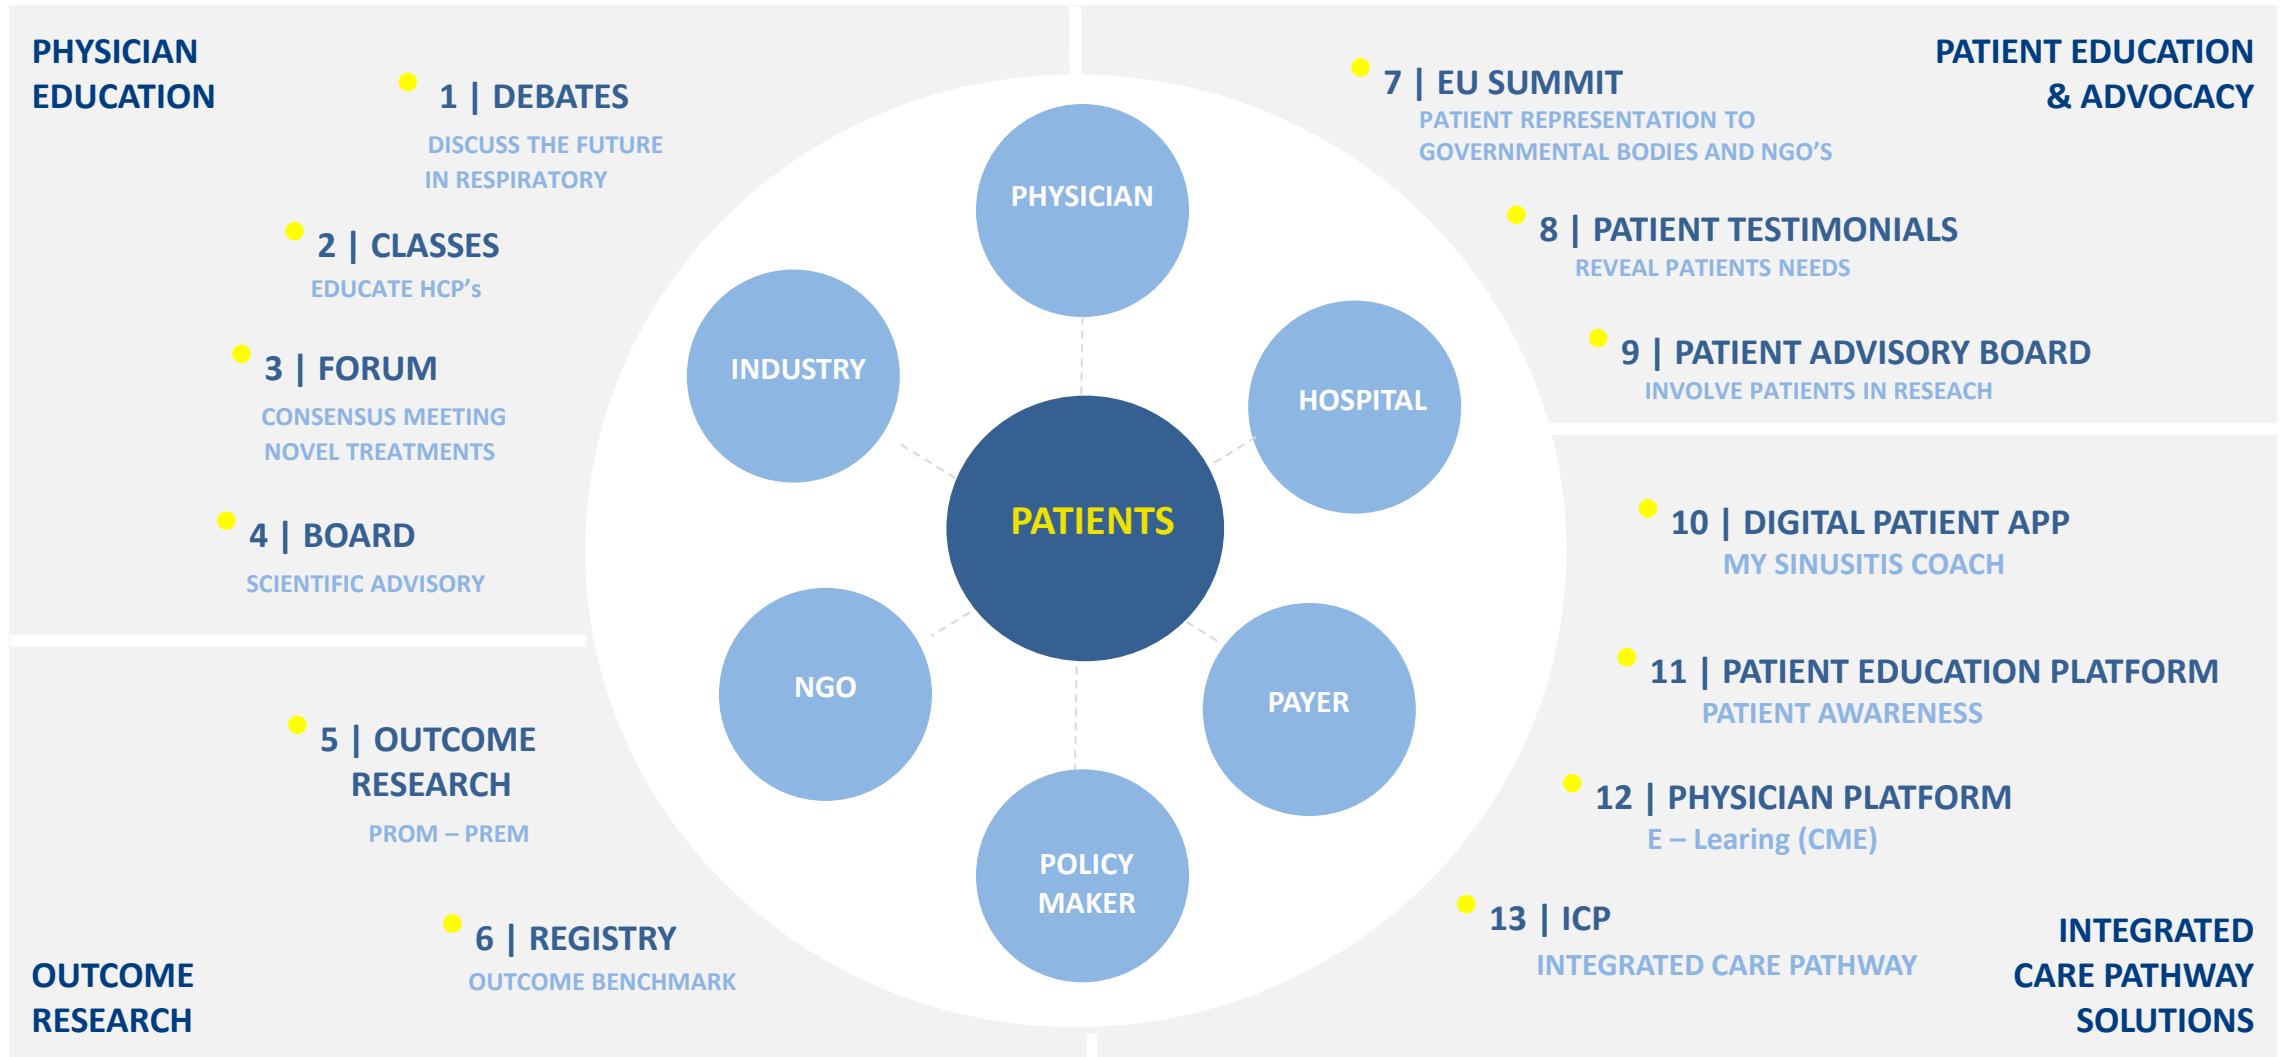 PHYSICIAN
EDUCATION
1 | DEBATES
DISCUSS THE FUTURE
IN RESPIRATORY
2 | CLASSES
EDUCATE HCP's
3 | FORUM
CONSENSUS MEETING
NOVEL TREATMENTS
4 | BOARD
SCIENTIFIC ADVISORY
5 | OUTCOME
RESEARCH
PROM – PREM
6 | REGISTRY
OUTCOME BENCHMARK
OUTCOME
RESEARCH
PHYSICIAN
INDUSTRY
HOSPITAL
PATIENTS
NGO
PAYER
POLICY
MAKER
PATIENT EDUCATION
& ADVOCACY
7 | EU SUMMIT
PATIENT REPRESENTATION TO
GOVERNMENTAL BODIES AND NGO'S
8 | PATIENT TESTIMONIALS
REVEAL PATIENTS NEEDS
9 | PATIENT ADVISORY BOARD
INVOLVE PATIENTS IN RESEACH
10 | DIGITAL PATIENT APP
MY SINUSITIS COACH
11 | PATIENT EDUCATION PLATFORM
PATIENT AWARENESS
12 | PHYSICIAN PLATFORM
E – Learing (CME)
13 | ICP
INTEGRATED CARE PATHWAY
INTEGRATED
CARE PATHWAY
SOLUTIONS